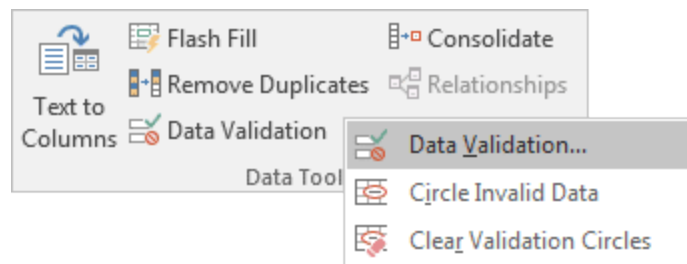 Flash Fill
Consolidate
Remove Duplicates
Relationships
Text to
Columns
Data Validation
Data Tool
Data Validation...
Circle Invalid Data
Clear Validation Circles